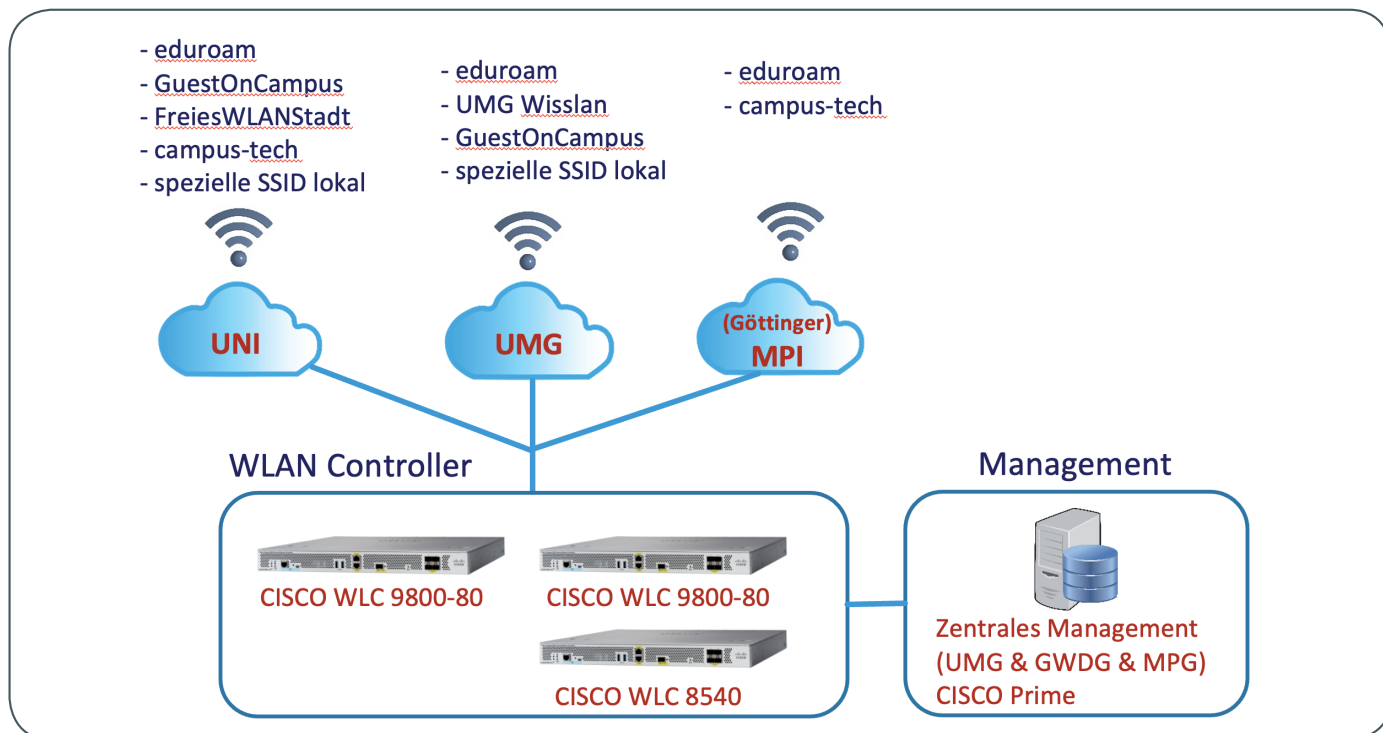 - eduroam
- GuestOnCampus
- FreiesWLANStadt
- campus-tech
- spezielle SSID lokal
- eduroam
- UMG Wisslan
- GuestOnCampus
- spezielle SSID lokal
- eduroam
- campus-tech
UNI
UMG
(Göttinger)
MPI
WLAN Controller
CISCO WLC 9800-80
CISCO WLC 9800-80
CISCO WLC 8540
Management
Zentrales Management
(UMG & GWDG & MPG)
CISCO Prime